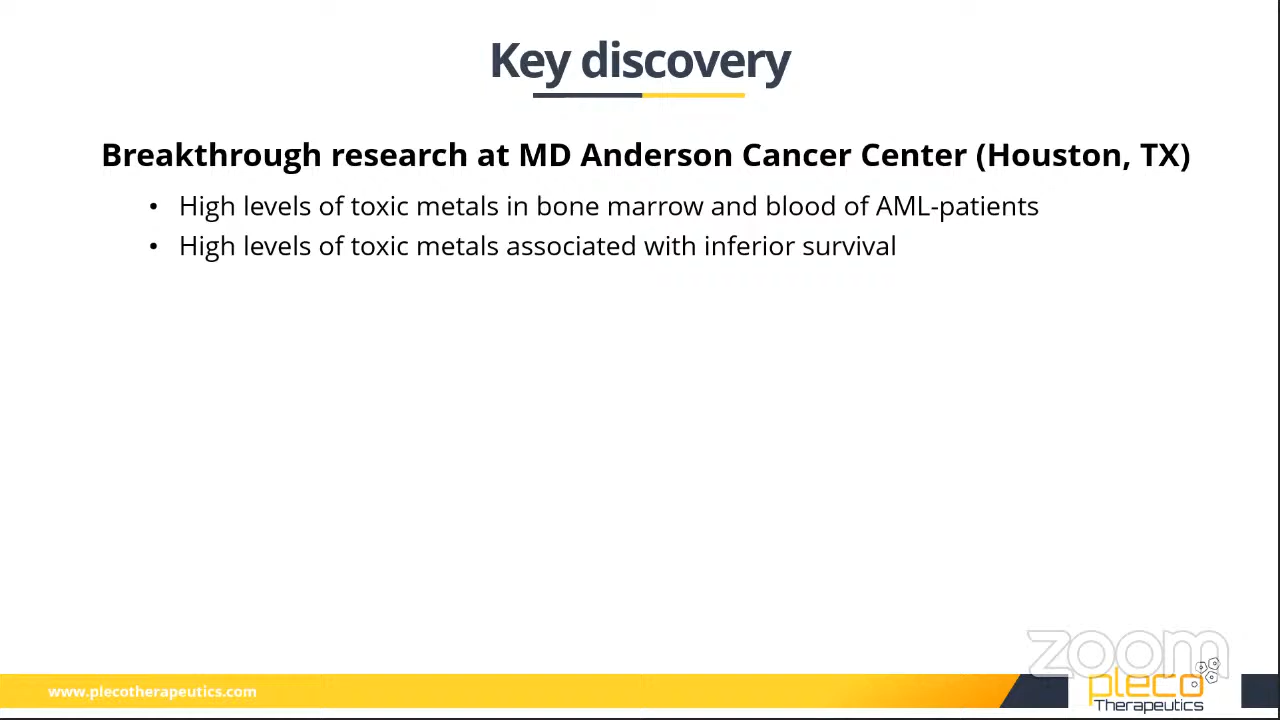 Key discovery
Breakthrough research at MD Anderson Cancer Center (Houston, TX)
• High levels of toxic metals in bone marrow and blood of AML-patients
• High levels of toxic metals associated with inferior survival
zoom
www.plecotherapeutics.com
pleco
Therapeutics